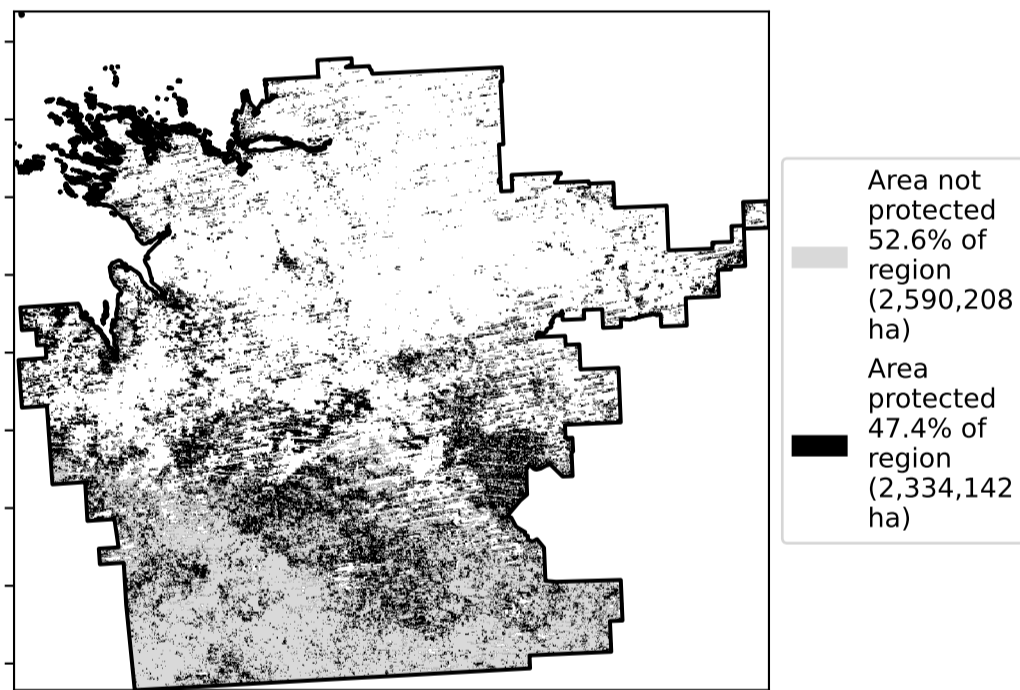 Area not
protected
52.6% of
region
(2,590,208
ha)
Area
protected
47.4% of
region
(2,334,142
ha)